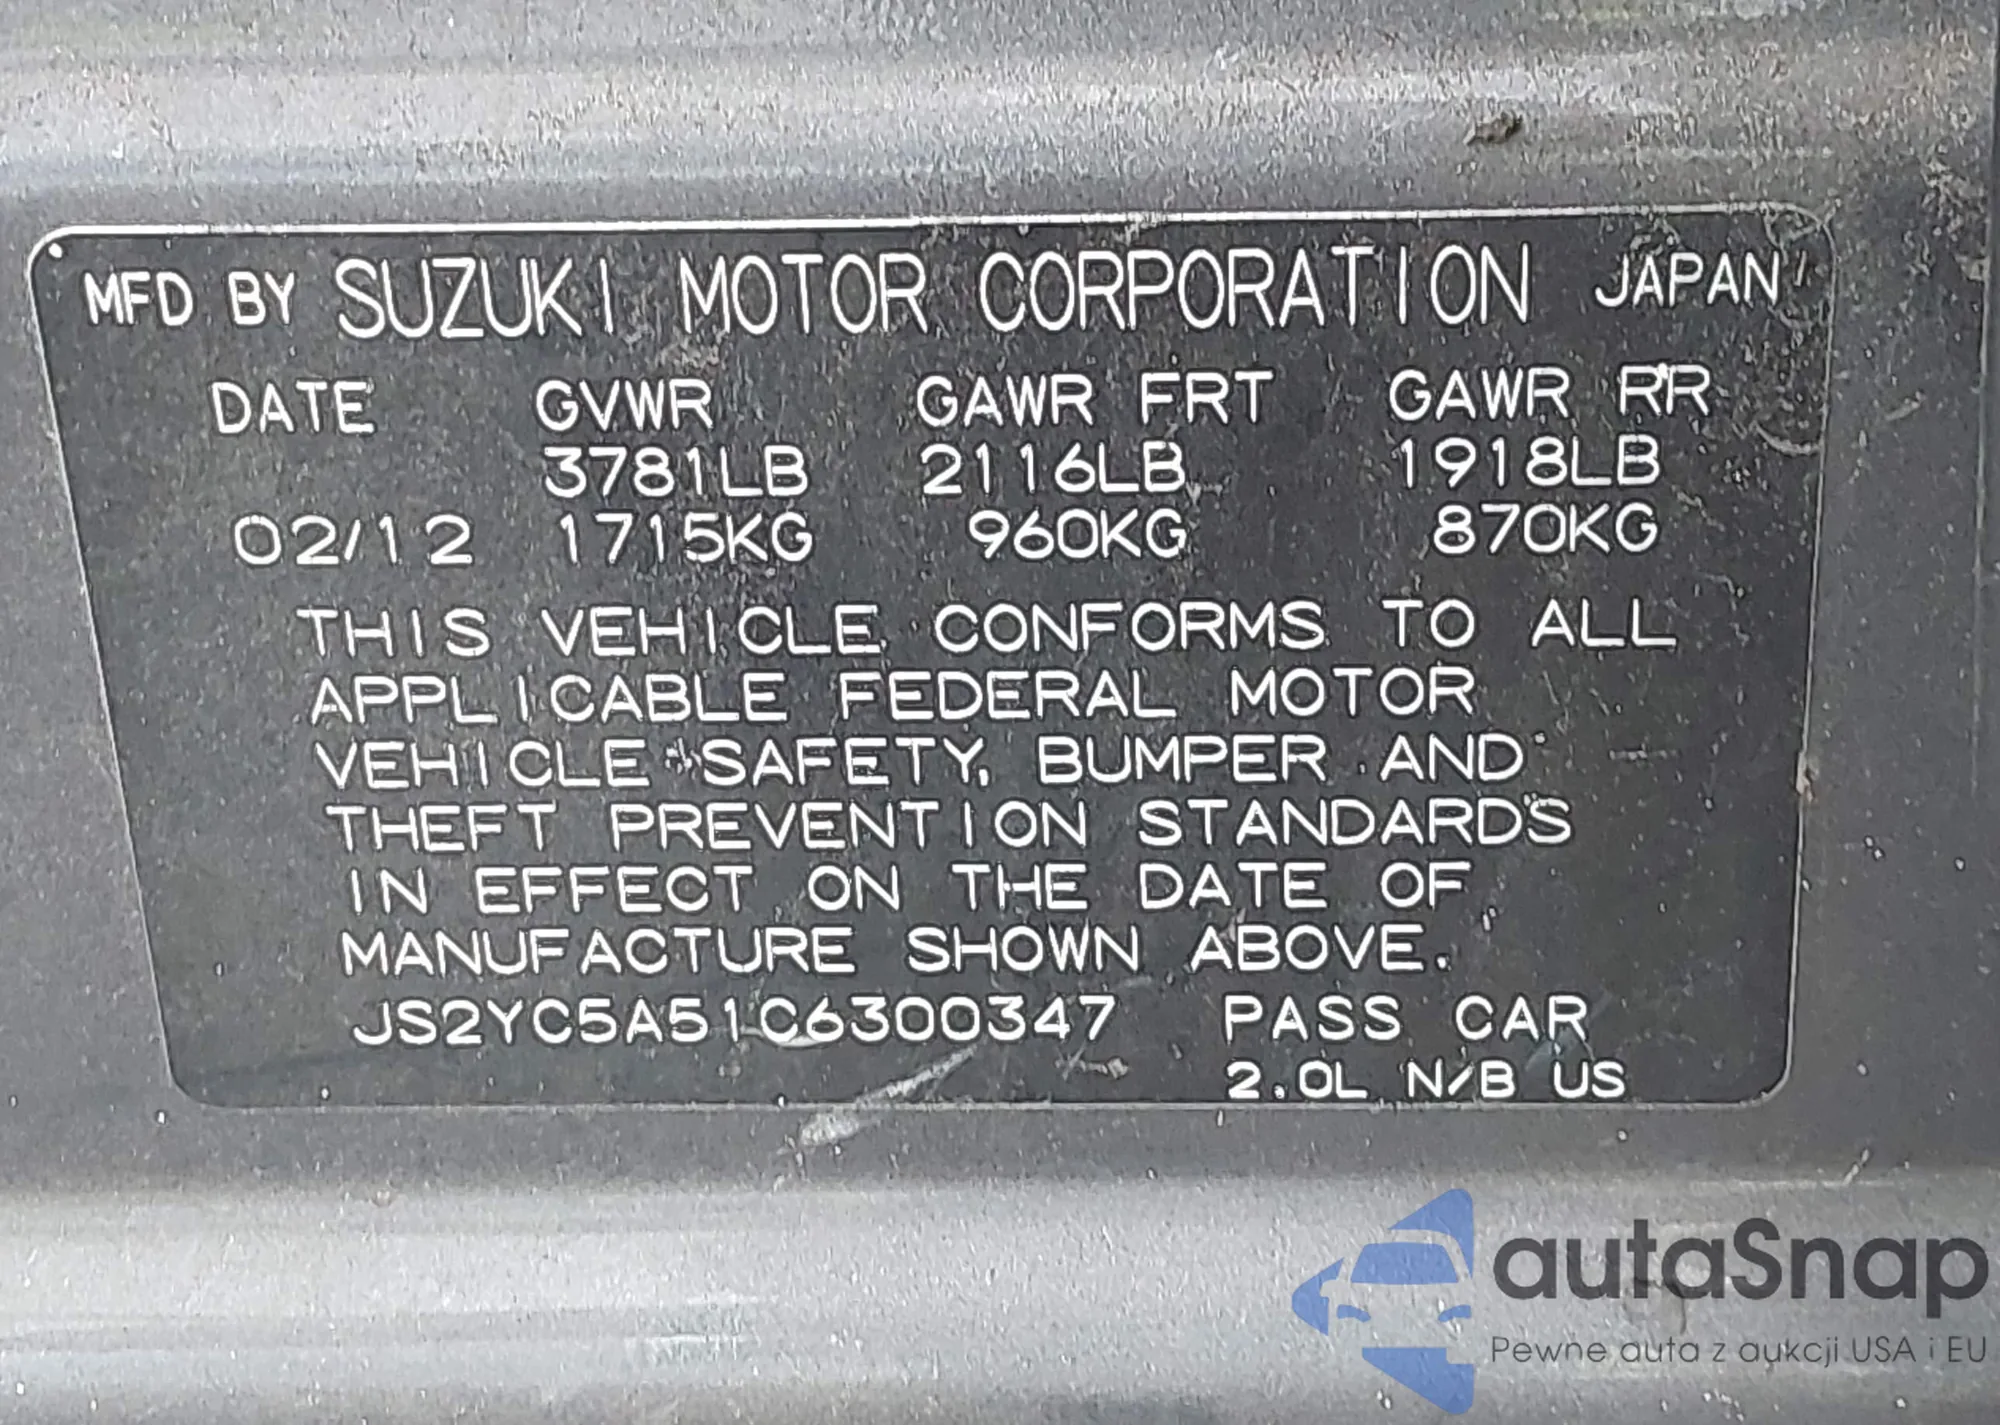 MFD BY SUZUKI MOTOR CORPORATION JAPAN
DATE GVWR GAWR FRT GAWR RR
3781LB 2116LB 1918LB
02/12 1715KG 960KG 870KG
THIS VEHICLE CONFORMS TO ALL
APPLICABLE FEDERAL MOTOR
VEHICLE SAFETY, BUMPER AND
THEFT PREVENTION STANDARDS
IN EFFECT ON THE DATE OF
MANUFACTURE SHOWN ABOVE.
JS2YC5A51C6300347 PASS CAR
2.0L N/B US
autaSnap
Pewne auta z aukcji USA i EU